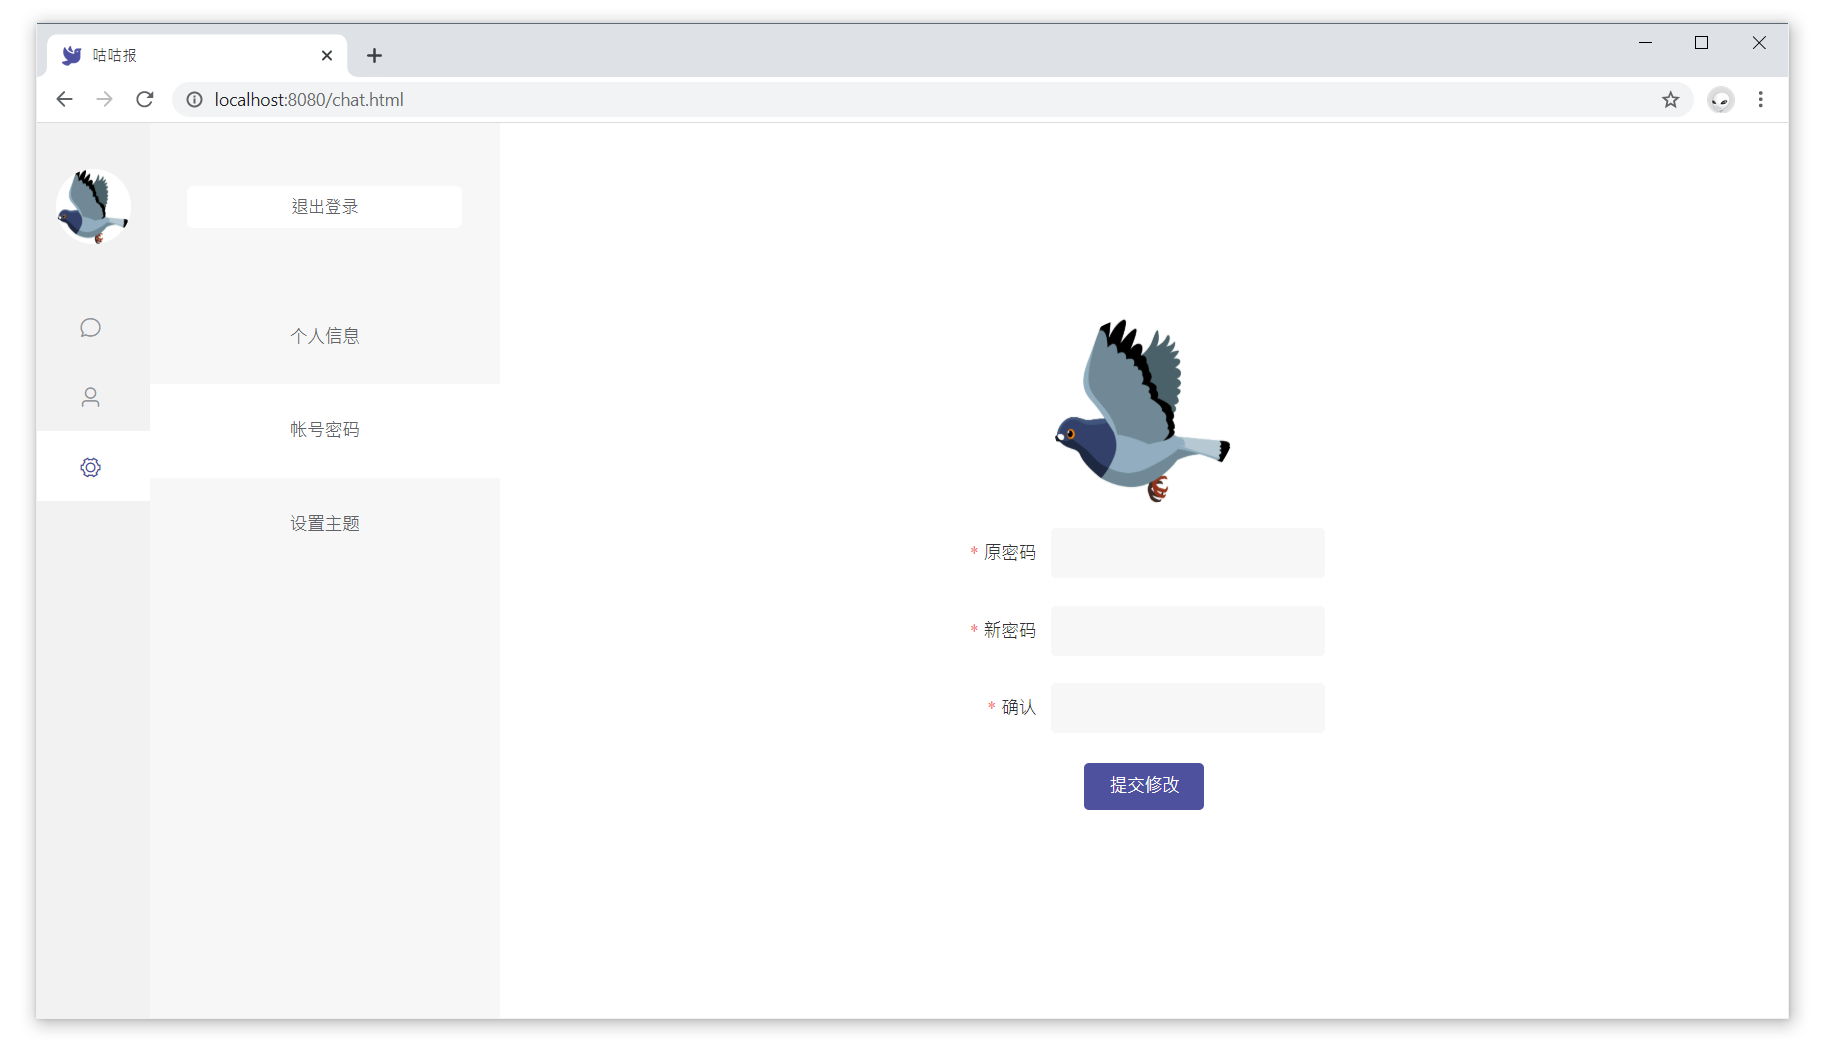 咕咕报
localhost:8080/chat.html
退出登录
个人信息
帐号密码
设置主题
* 原密码
* 新密码
* 确认
提交修改